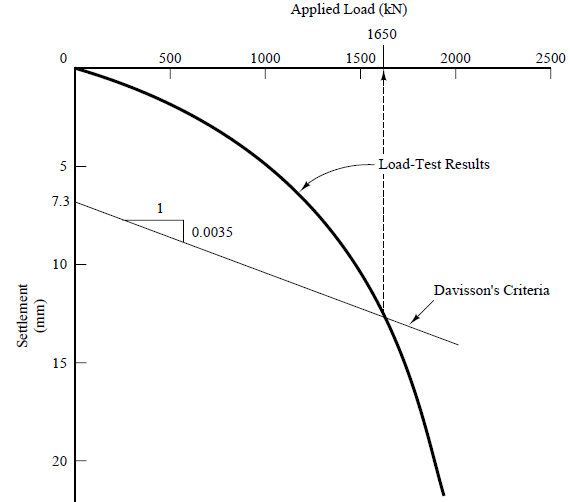 Applied Load (kN)
1650
0 500 1000 1500 2000 2500
Load-Test Results
5
7.3
1
0.0035
10
Davisson's Criteria
Settlement
(mm)
15
20